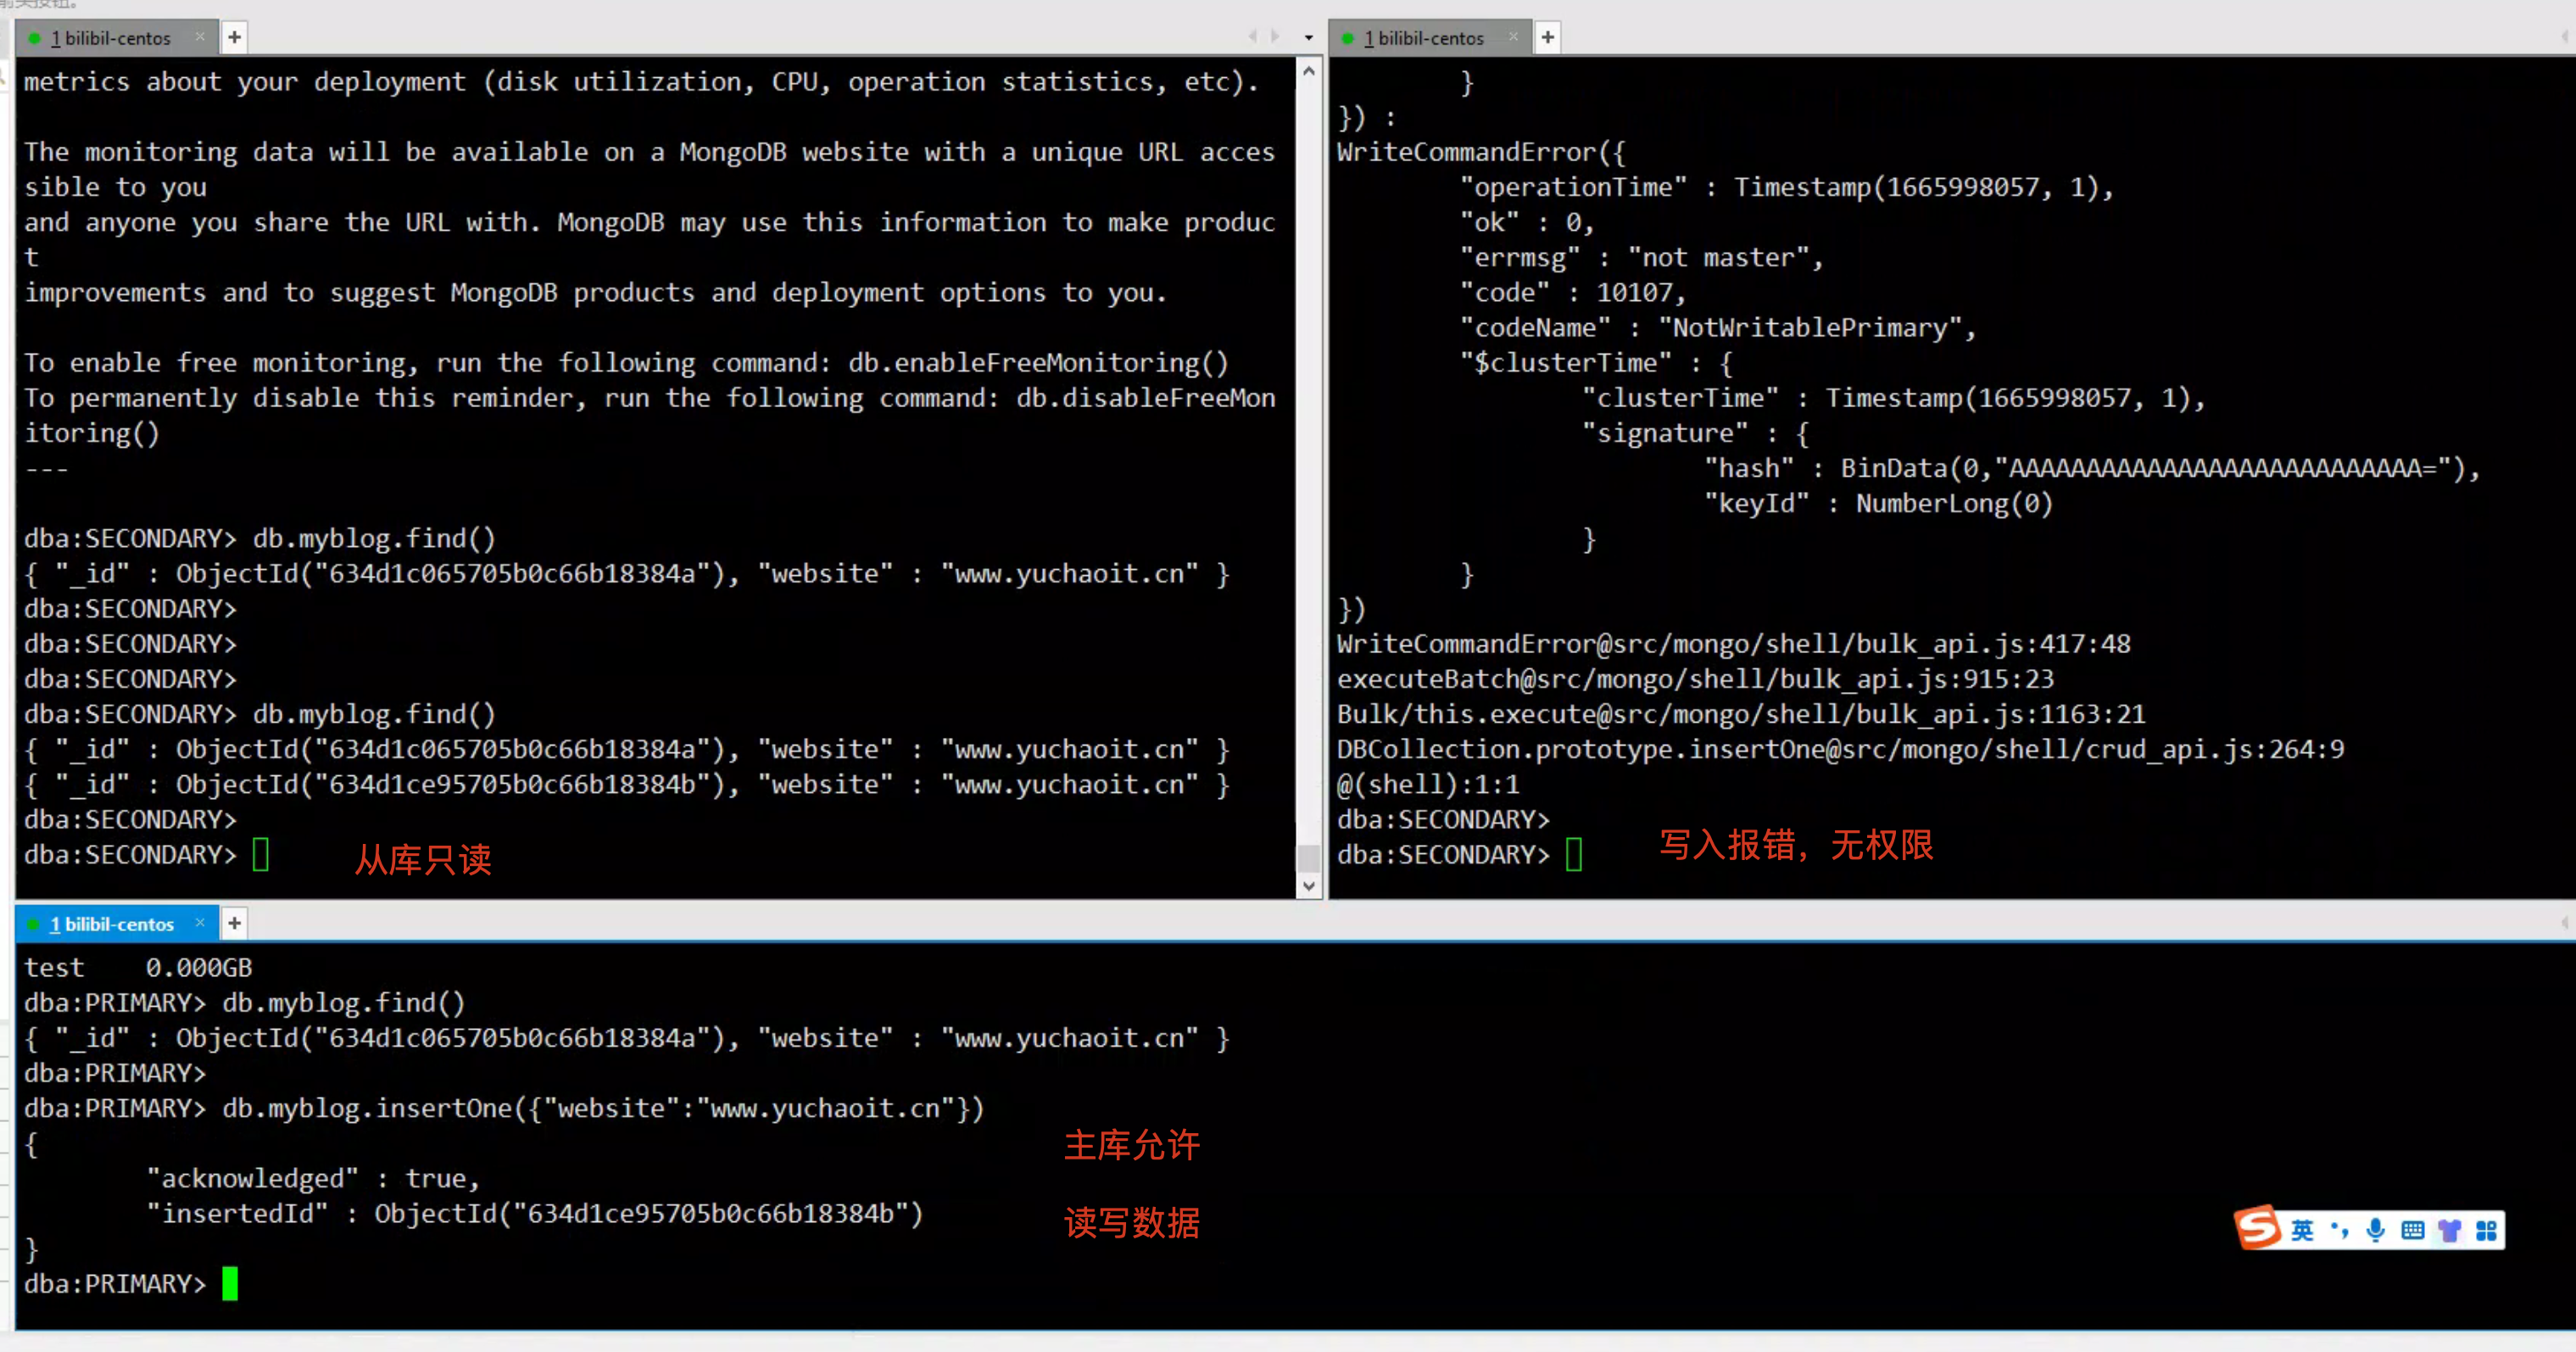 1 bilibil-centos
metrics about your deployment (disk utilization, CPU, operation statistics, etc).
The monitoring data will be available on a MongoDB website with a unique URL acces
sible to you
and anyone you share the URL with. MongoDB may use this information to make produc
t
improvements and to suggest MongoDB products and deployment options to you.
To enable free monitoring, run the following command: db.enableFreeMonitoring()
To permanently disable this reminder, run the following command: db.disableFreeMon
itoring()
---
dba:SECONDARY> db.myblog.find()
{ "_id" : ObjectId("634d1c065705b0c66b18384a"), "website" : "www.yuchaoit.cn" }
dba:SECONDARY>
dba:SECONDARY>
dba:SECONDARY>
dba:SECONDARY> db.myblog.find()
{ "_id" : ObjectId("634d1c065705b0c66b18384a"), "website" : "www.yuchaoit.cn" }
{ "_id" : ObjectId("634d1ce95705b0c66b18384b"), "website" : "www.yuchaoit.cn" }
dba:SECONDARY>
dba:SECONDARY>
从库只读
1 bilibil-centos
}
}) :
WriteCommandError({
"operationTime" : Timestamp(1665998057, 1),
"ok" : 0,
"errmsg" : "not master",
"code" : 10107,
"codeName" : "NotWritablePrimary",
"$clusterTime" : {
"clusterTime" : Timestamp(1665998057, 1),
"signature" : {
"hash" : BinData(0,"AAAAAAAAAAAAAAAAAAAAAAAAAAA="),
"keyId" : NumberLong(0)
}
}
})
WriteCommandError@src/mongo/shell/bulk_api.js:417:48
executeBatch@src/mongo/shell/bulk_api.js:915:23
Bulk/this.execute@src/mongo/shell/bulk_api.js:1163:21
DBCollection.prototype.insertOne@src/mongo/shell/crud_api.js:264:9
@(shell):1:1
dba:SECONDARY>
dba:SECONDARY>
写入报错，无权限
1 bilibil-centos
test    0.000GB
dba:PRIMARY> db.myblog.find()
{ "_id" : ObjectId("634d1c065705b0c66b18384a"), "website" : "www.yuchaoit.cn" }
dba:PRIMARY>
dba:PRIMARY> db.myblog.insertOne({"website":"www.yuchaoit.cn"})
{
"acknowledged" : true,
"insertedId" : ObjectId("634d1ce95705b0c66b18384b")
}
dba:PRIMARY>
主库允许
读写数据
英